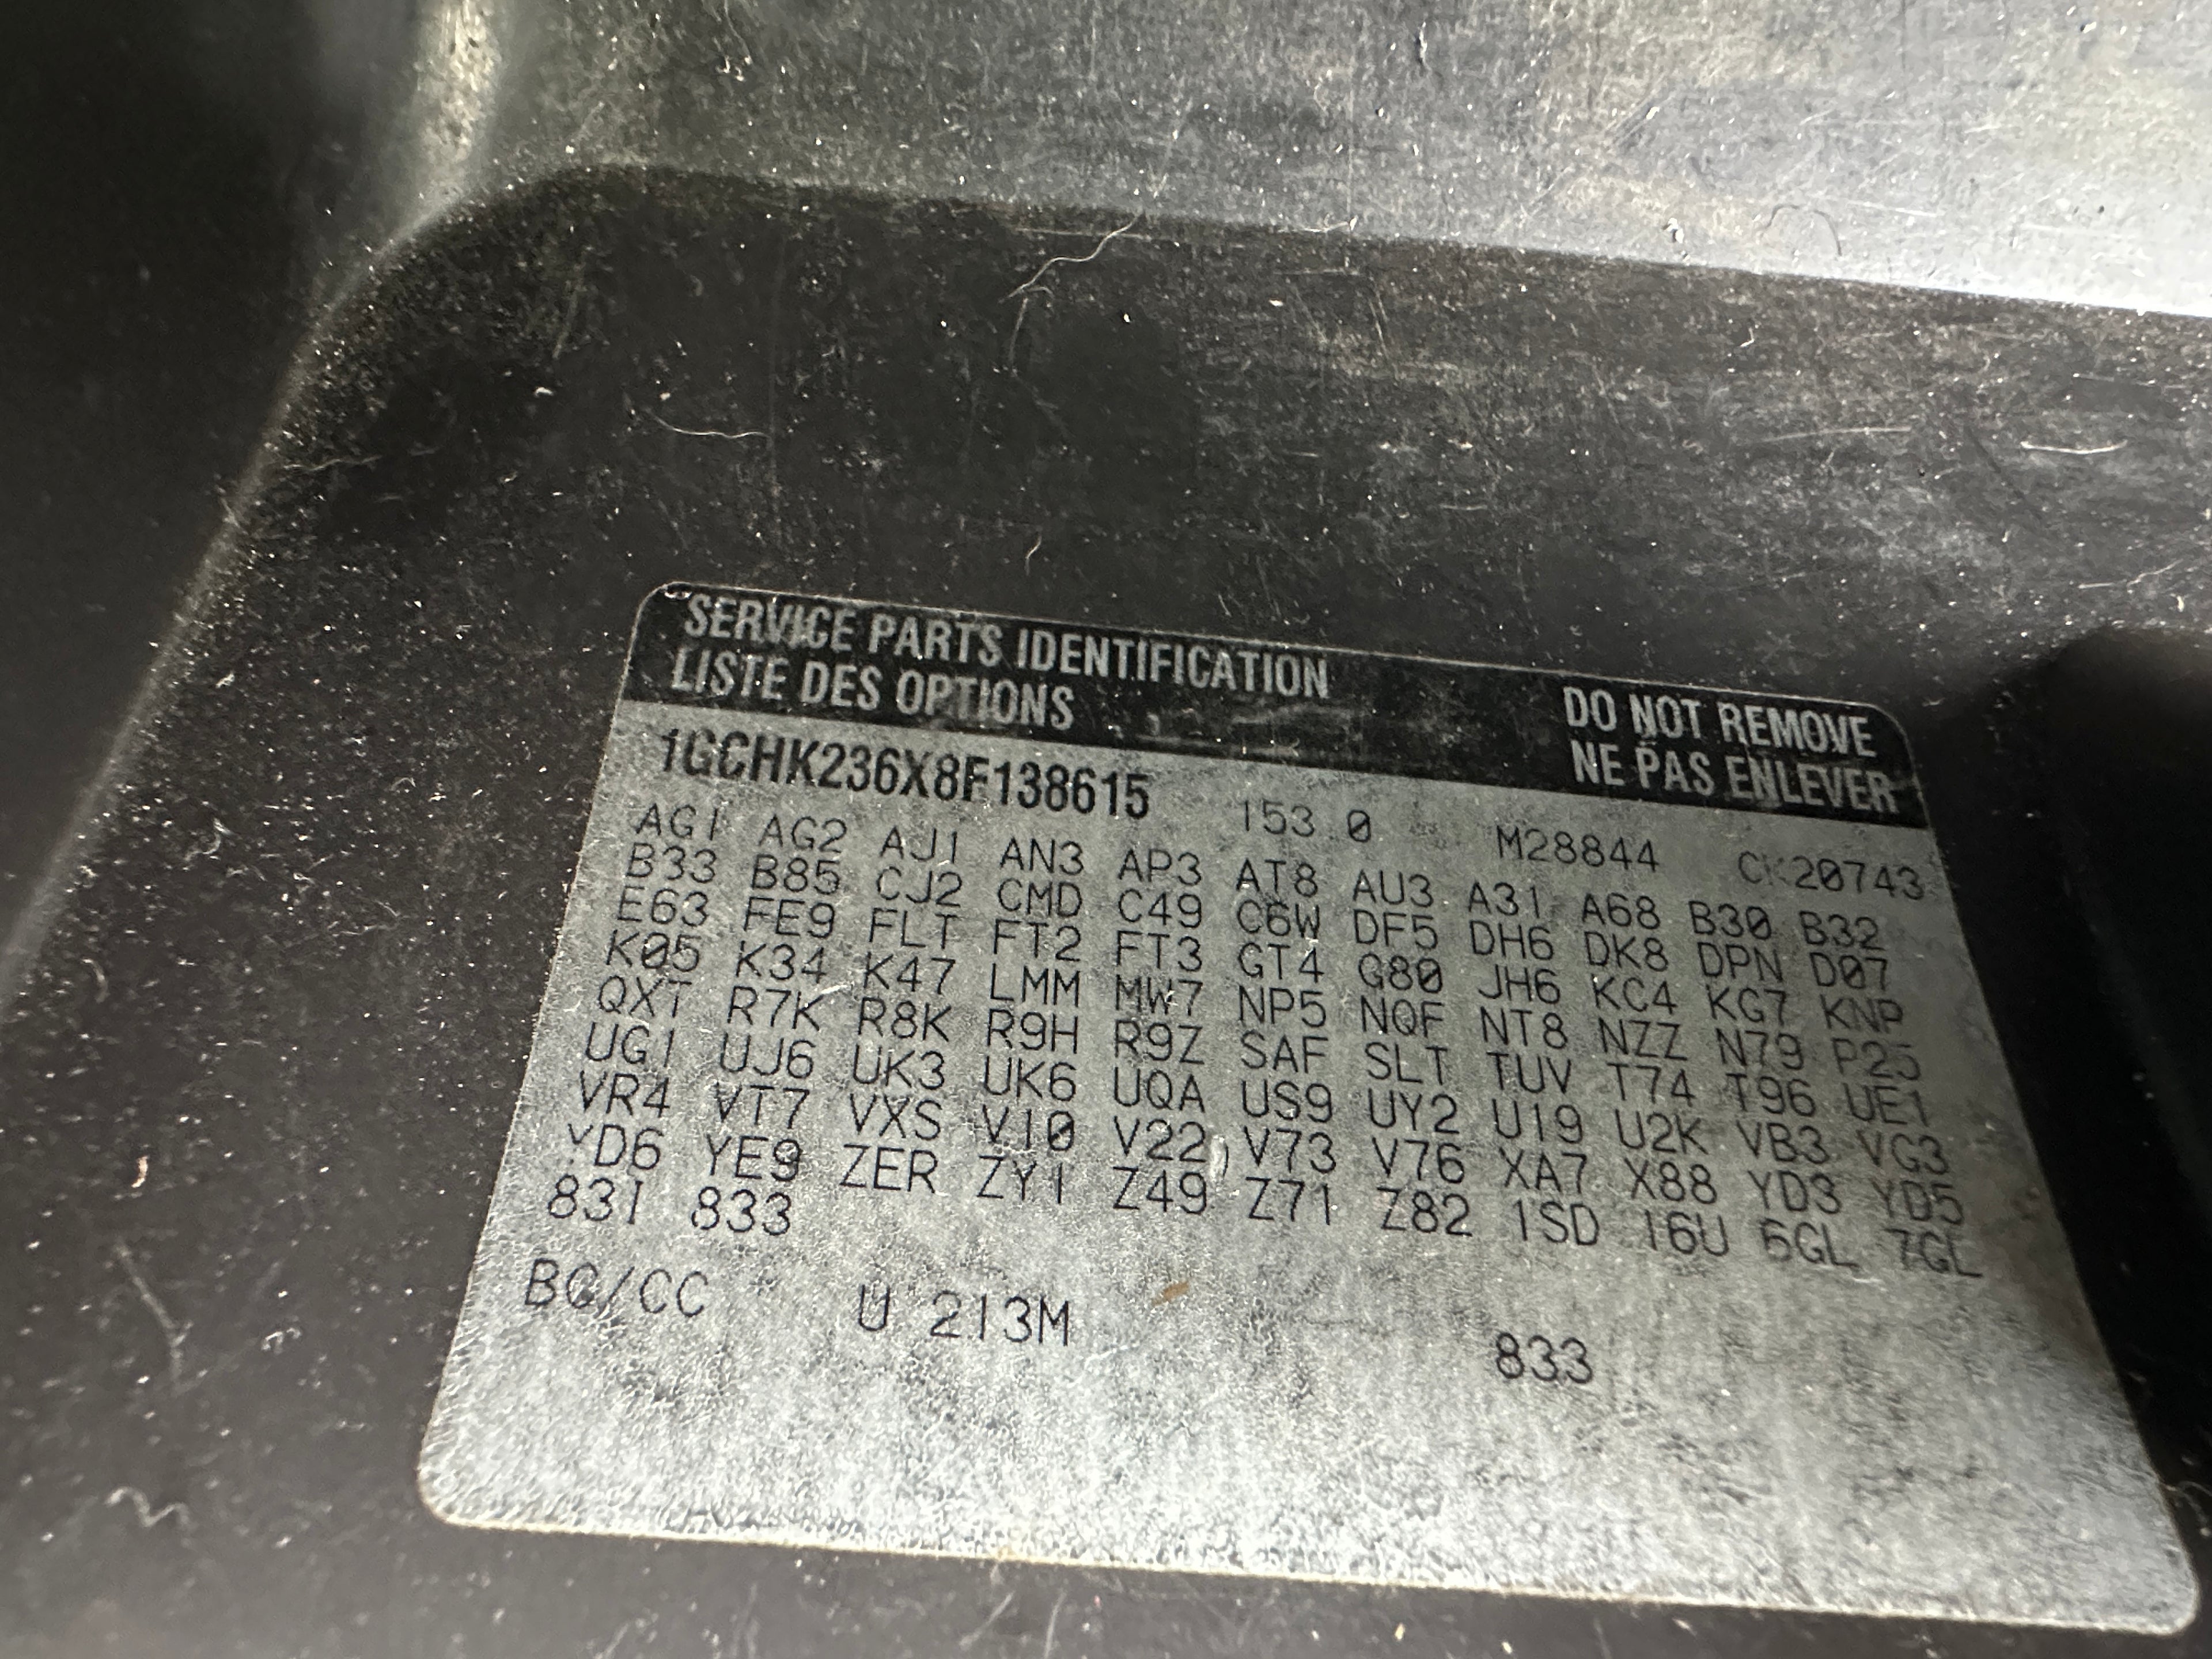 SERVICE PARTS IDENTIFICATION
LISTE DES OPTIONS
DO NOT REMOVE
NE PAS ENLEVER
1GCHK236X8F138615 153.0 M28844 CK20743
AG1 AG2 AJ1 AN3 AP3 AT8 AU3 A31 A68 B30 B32
B33 B85 CJ2 CMD C49 C6W DF5 DH6 DK8 DPN D07
E63 FE9 FLT FT2 FT3 GT4 G80 JH6 KC4 KG7 KNP
K05 K34 K47 LMM MW7 NP5 NQF NT8 NZZ N79 P25
QXT R7K R8K R9H R9Z SAF SLT TUV T74 T96 UE1
UG1 UJ6 UK3 UK6 UQA US9 UY2 U19 U2K VB3 VG3
VR4 VT7 VXS V10 V22 V73 V76 XA7 X88 YD3 YD5
YD6 YE9 ZER ZY1 Z49 Z71 Z82 1SD 16U 6GL 7GL
831 833
BC/CC U 213M 833